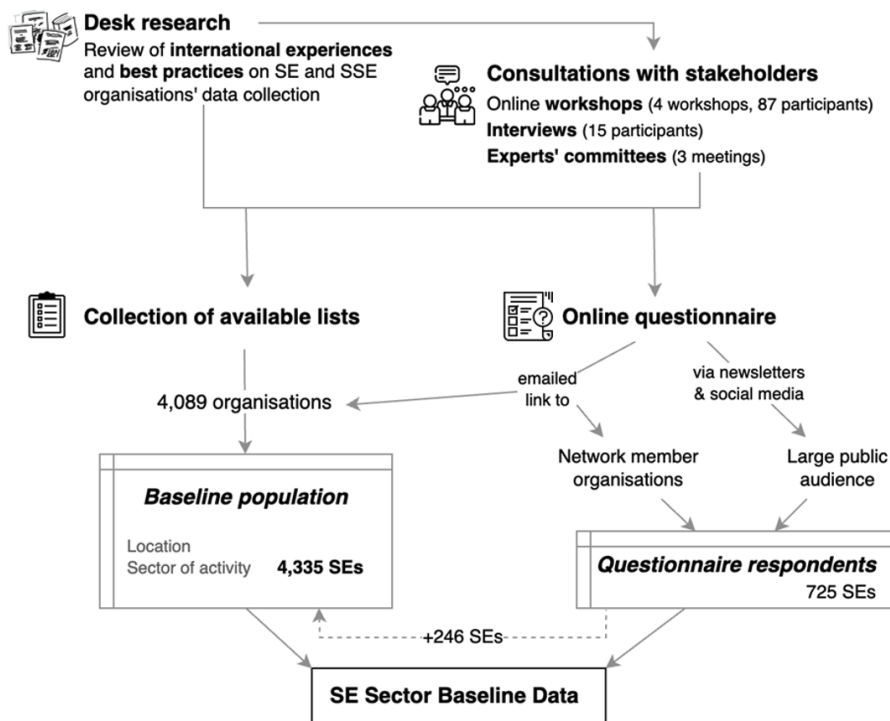 Desk research
Review of international experiences
and best practices on SE and SSE
organisations' data collection
Consultations with stakeholders
Online workshops (4 workshops, 87 participants)
Interviews (15 participants)
Experts' committees (3 meetings)
Collection of available lists
Online questionnaire
4,089 organisations
emailed
link to
via newsletters
& social media
Network member
organisations
Large public
audience
Baseline population
Location
Sector of activity 4,335 SEs
Questionnaire respondents
725 SEs
+246 SEs
SE Sector Baseline Data